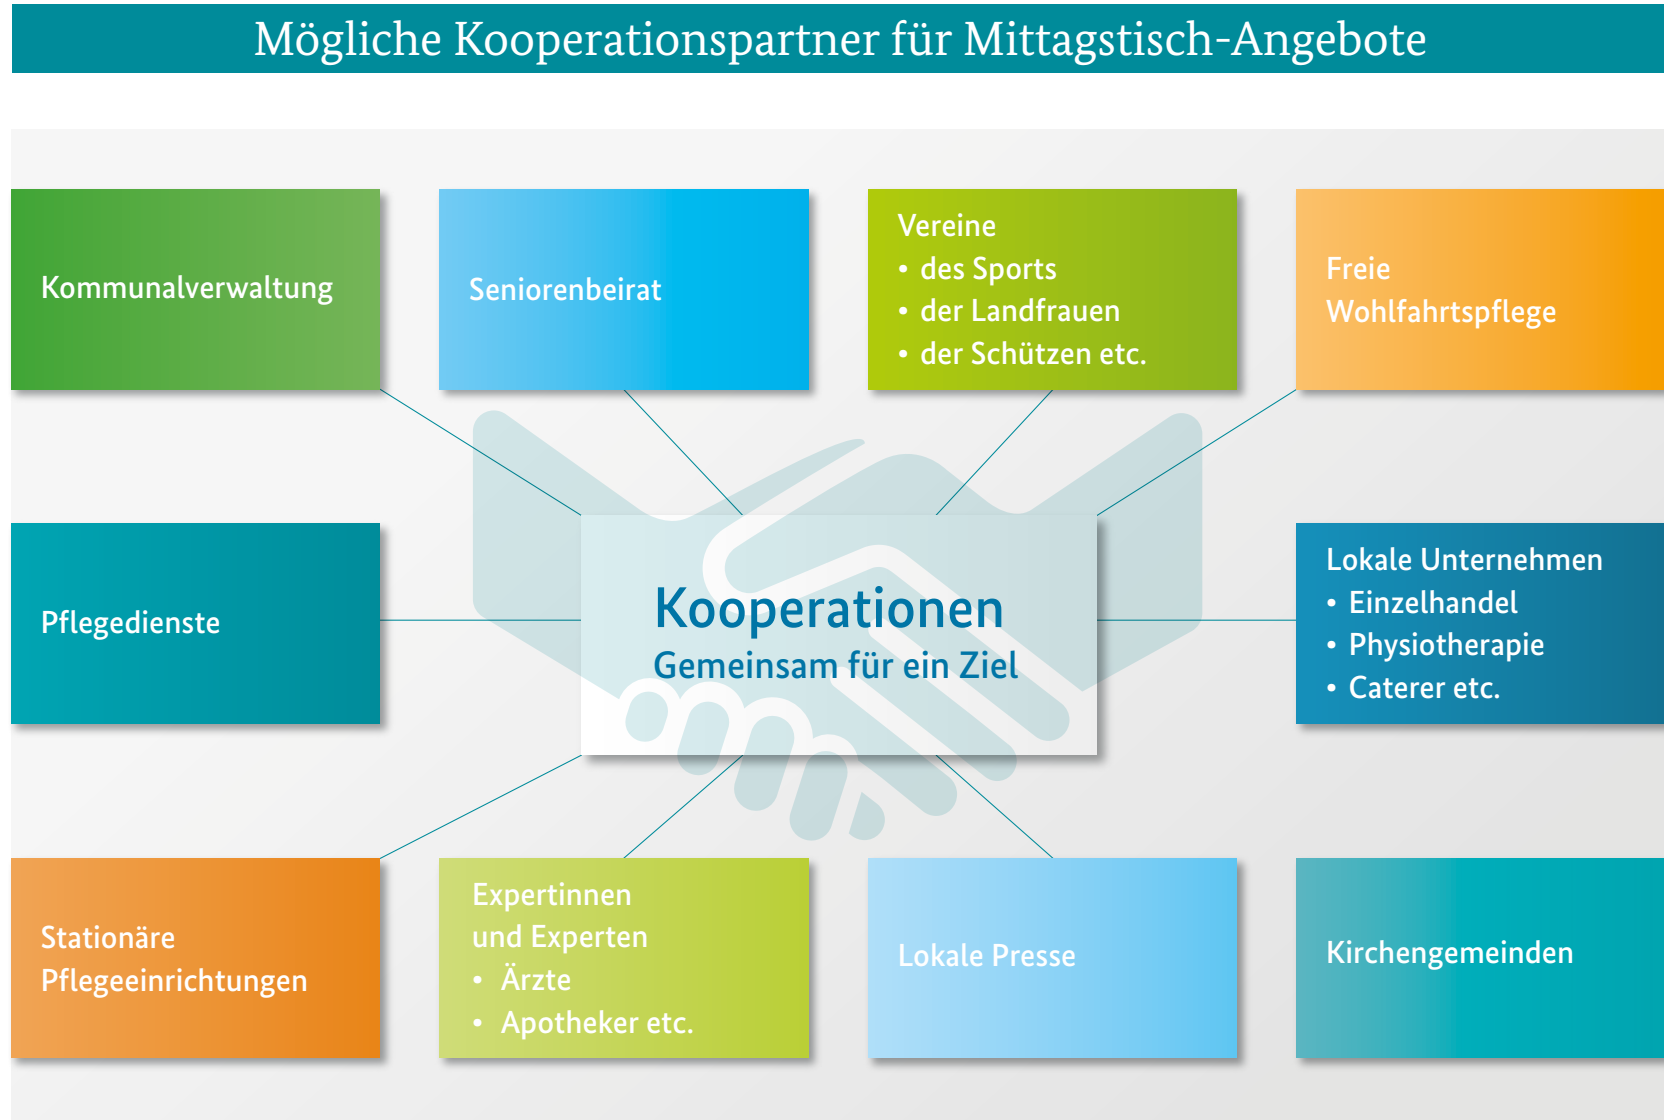 Mögliche Kooperationspartner für Mittagstisch-Angebote
Kommunalverwaltung
Seniorenbeirat
Vereine
• des Sports
• der Landfrauen
• der Schützen etc.
Freie
Wohlfahrtspflege
Pflegedienste
Kooperationen
Gemeinsam für ein Ziel
Lokale Unternehmen
• Einzelhandel
• Physiotherapie
• Caterer etc.
Stationäre
Pflegeeinrichtungen
Expertinnen
und Experten
• Ärzte
• Apotheker etc.
Lokale Presse
Kirchengemeinden